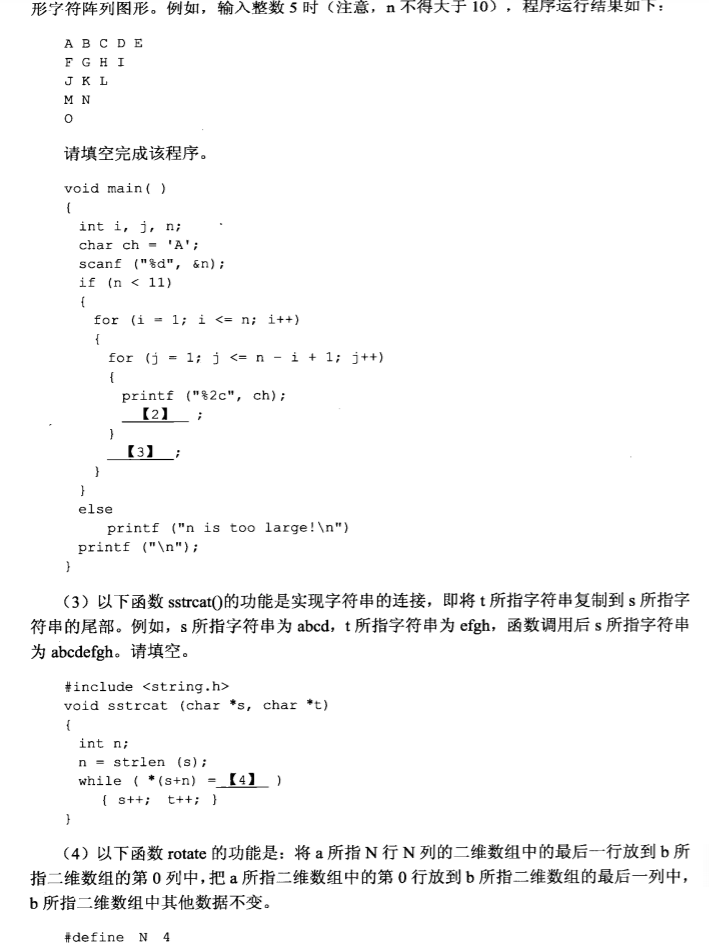 形字符阵列图形。例如，输入整数 5 时（注意，n 不得大于 10），程序运行结果如下：
A B C D E
F G H I
J K L
M N
O
请填空完成该程序。
void main( )
{
int i, j, n;
char ch = 'A';
scanf ("%d", &n);
if (n < 11)
{
for (i = 1; i <= n; i++)
{
for (j = 1; j <= n - i + 1; j++)
{
printf ("%2c", ch);
【2】 ;
}
【3】 ;
}
}
else
printf ("n is too large!\n")
printf ("\n");
}
（3）以下函数 sstrcat()的功能是实现字符串的连接，即将 t 所指字符串复制到 s 所指字
符串的尾部。例如，s 所指字符串为 abcd，t 所指字符串为 efgh，函数调用后 s 所指字符串
为 abcdefgh。请填空。
#include <string.h>
void sstrcat (char *s, char *t)
{
int n;
n = strlen (s);
while ( *(s+n) = 【4】 )
{ s++; t++; }
}
（4）以下函数 rotate 的功能是：将 a 所指 N 行 N 列的二维数组中的最后一行放到 b 所
指二维数组的第 0 列中，把 a 所指二维数组中的第 0 行放到 b 所指二维数组的最后一列中，
b 所指二维数组中其他数据不变。
#define N 4